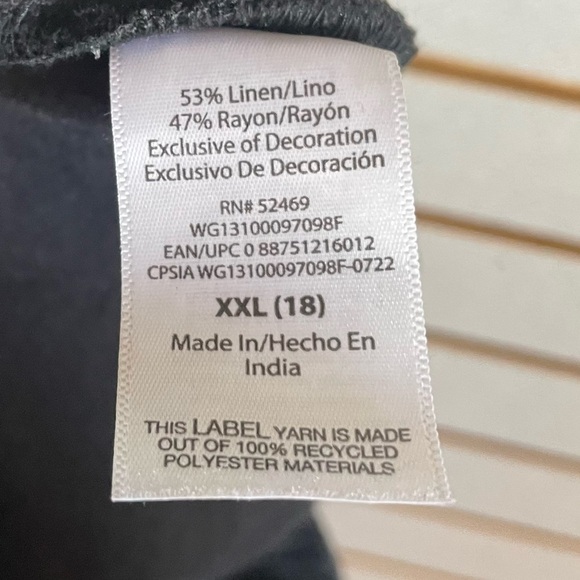 53% Linen/Lino
47% Rayon/Rayón
Exclusive of Decoration
Exclusivo De Decoración
RN# 52469
WG13100097098F
EAN/UPC 0 88751216012
CPSIA WG13100097098F-0722
XXL (18)
Made In/Hecho En
India
THIS LABEL YARN IS MADE
OUT OF 100% RECYCLED
POLYESTER MATERIALS